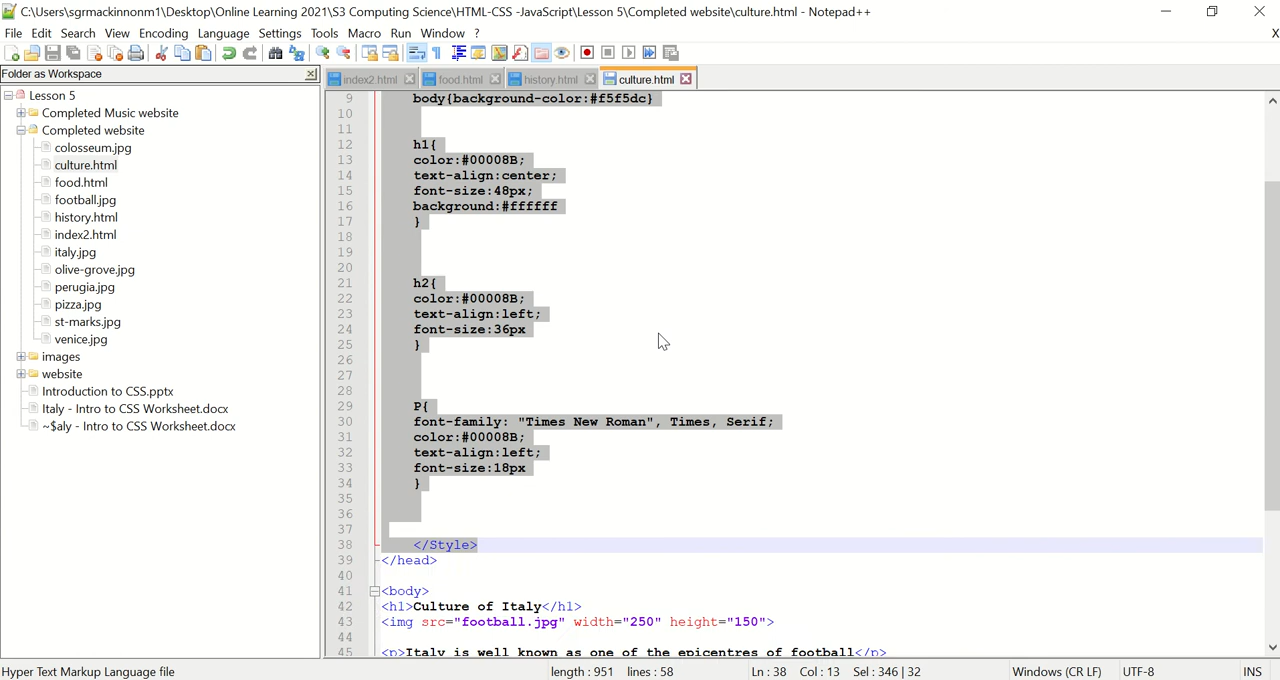 C:\Users\sgrmackinnonm1\Desktop\Online Learning 2021\S3 Computing Science\HTML-CSS -JavaScript\Lesson 5\Completed website\culture.html - Notepad++
File Edit Search View Encoding Language Settings Tools Macro Run Window ? X
Folder as Workspace
index2.html food.html history.html culture.html
Lesson 5
Completed Music website
Completed website
colosseum.jpg
culture.html
food.html
football.jpg
history.html
index2.html
italy.jpg
olive-grove.jpg
perugia.jpg
pizza.jpg
st-marks.jpg
venice.jpg
images
website
Introduction to CSS.pptx
Italy - Intro to CSS Worksheet.docx
~$aly - Intro to CSS Worksheet.docx
9 body{background-color:#f5f5dc}
10
11
12 h1{
13 color:#00008B;
14 text-align:center;
15 font-size:48px;
16 background:#ffffff
17 }
18
19
20
21 h2{
22 color:#00008B;
23 text-align:left;
24 font-size:36px
25 }
26
27
28
29 P{
30 font-family: "Times New Roman", Times, Serif;
31 color:#00008B;
32 text-align:left;
33 font-size:18px
34 }
35
36
37
38 </Style>
39 </head>
40
41 <body>
42 <h1>Culture of Italy</h1>
43 <img src="football.jpg" width="250" height="150">
44
45 <p>Italy is well known as one of the epicentres of football</p>
Hyper Text Markup Language file length : 951 lines : 58 Ln : 38 Col : 13 Sel : 346 | 32 Windows (CR LF) UTF-8 INS